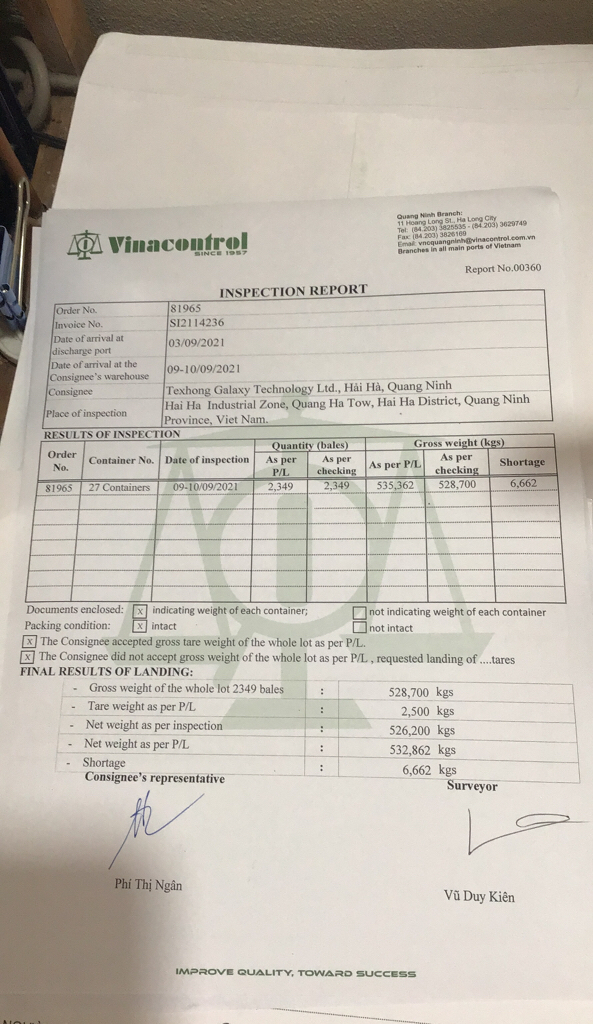 Vinacontrol
SINCE 1957
Quang Ninh Branch:
11 Hoang Long St., Ha Long City
Tel: (84.203) 3825535 - (84.203) 3629749
Fax: (84.203) 3826169
Email: vncquangninh@vinacontrol.com.vn
Branches in all main ports of Vietnam
Report No.00360
INSPECTION REPORT
Order No. 81965
Invoice No. SI2114236
Date of arrival at discharge port 03/09/2021
Date of arrival at the Consignee's warehouse 09-10/09/2021
Consignee Texhong Galaxy Technology Ltd., Hải Hà, Quang Ninh
Place of inspection Hai Ha Industrial Zone, Quang Ha Tow, Hai Ha District, Quang Ninh Province, Viet Nam.
RESULTS OF INSPECTION
Order No. Container No. Date of inspection Quantity (bales) Gross weight (kgs)
As per P/L As per checking As per P/L As per checking Shortage
81965 27 Containers 09-10/09/2021 2,349 2,349 535,362 528,700 6,662
Documents enclosed: x indicating weight of each container; not indicating weight of each container
Packing condition: x intact not intact
x The Consignee accepted gross tare weight of the whole lot as per P/L.
x The Consignee did not accept gross weight of the whole lot as per P/L , requested landing of ....tares
FINAL RESULTS OF LANDING:
- Gross weight of the whole lot 2349 bales : 528,700 kgs
- Tare weight as per P/L : 2,500 kgs
- Net weight as per inspection : 526,200 kgs
- Net weight as per P/L : 532,862 kgs
- Shortage : 6,662 kgs
Consignee's representative Surveyor
Phí Thị Ngân Vũ Duy Kiên
IMPROVE QUALITY, TOWARD SUCCESS